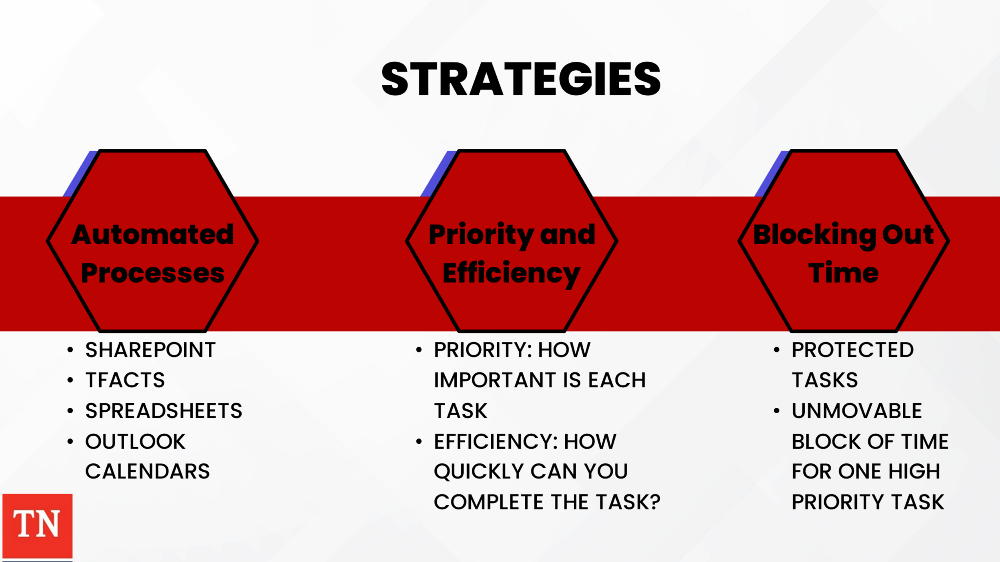 STRATEGIES
Automated
Processes
• SHAREPOINT
• TFACTS
• SPREADSHEETS
• OUTLOOK
CALENDARS
Priority and
Efficiency
• PRIORITY: HOW
IMPORTANT IS EACH
TASK
• EFFICIENCY: HOW
QUICKLY CAN YOU
COMPLETE THE TASK?
Blocking Out
Time
• PROTECTED
TASKS
• UNMOVABLE
BLOCK OF TIME
FOR ONE HIGH
PRIORITY TASK
TN